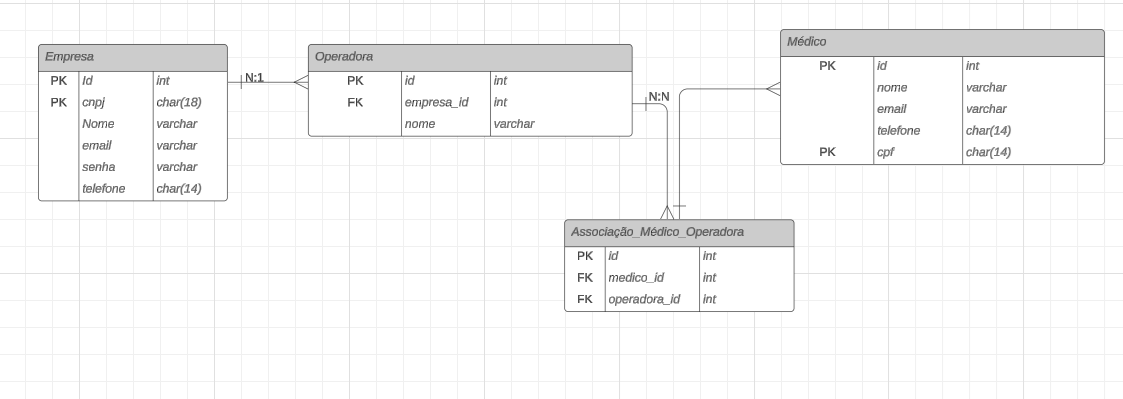 Empresa
PK Id int
PK cnpj char(18)
Nome varchar
email varchar
senha varchar
telefone char(14)
N:1
Operadora
PK id int
FK empresa_id int
nome varchar
N:N
Médico
PK id int
nome varchar
email varchar
telefone char(14)
PK cpf char(14)
Associação_Médico_Operadora
PK id int
FK medico_id int
FK operadora_id int